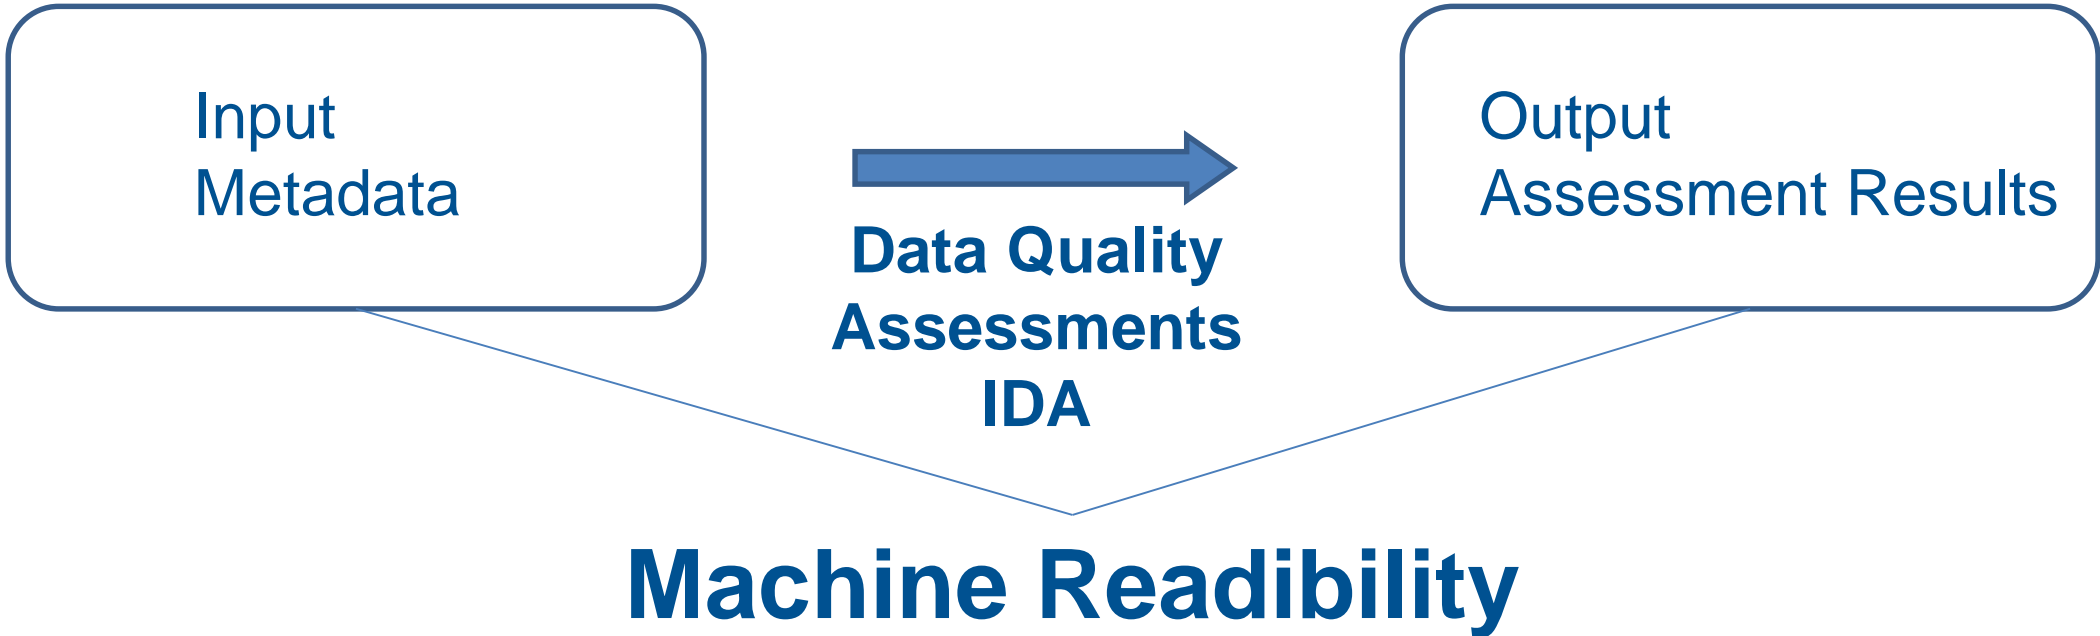 Input
Metadata
Data Quality
Assessments
IDA
Output
Assessment Results
Machine Readibility